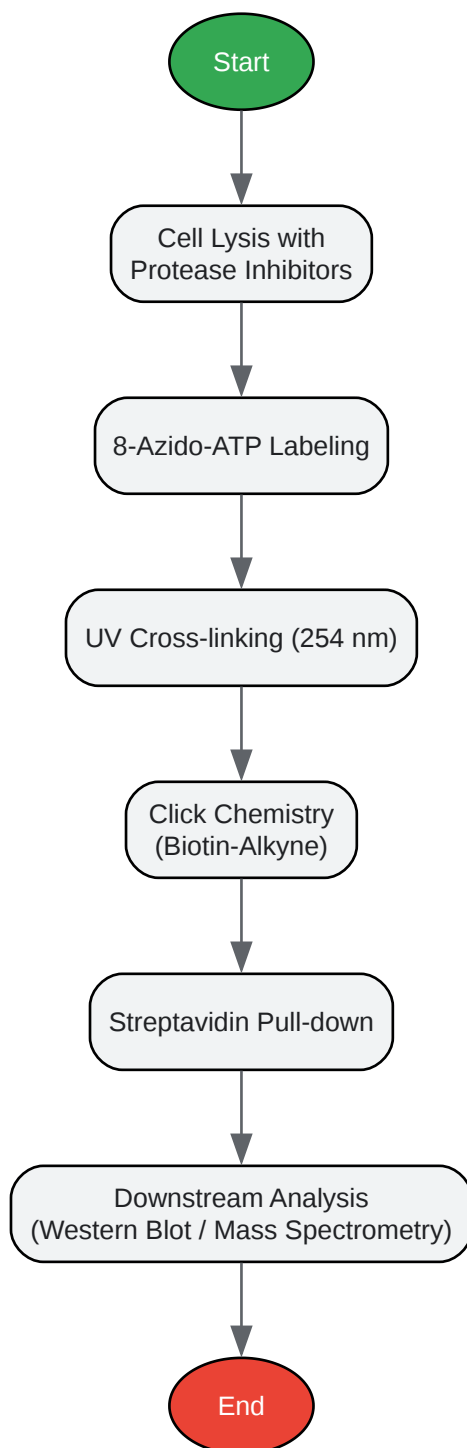 Start
Cell Lysis with
Protease Inhibitors
8-Azido-ATP Labeling
UV Cross-linking (254 nm)
Click Chemistry
(Biotin-Alkyne)
Streptavidin Pull-down
Downstream Analysis
(Western Blot / Mass Spectrometry)
End